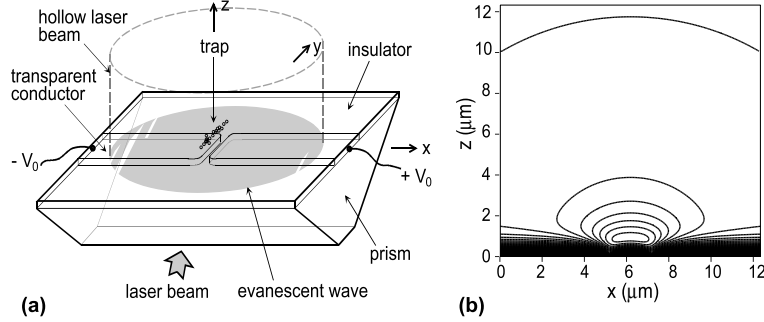 hollow laser
beam
z
y
trap
insulator
transparent
conductor
- V0
x
+ V0
prism
laser beam
evanescent wave
(a)
12
10
8
6
4
2
0
z (μm)
0
2
4
6
8
10
12
x (μm)
(b)